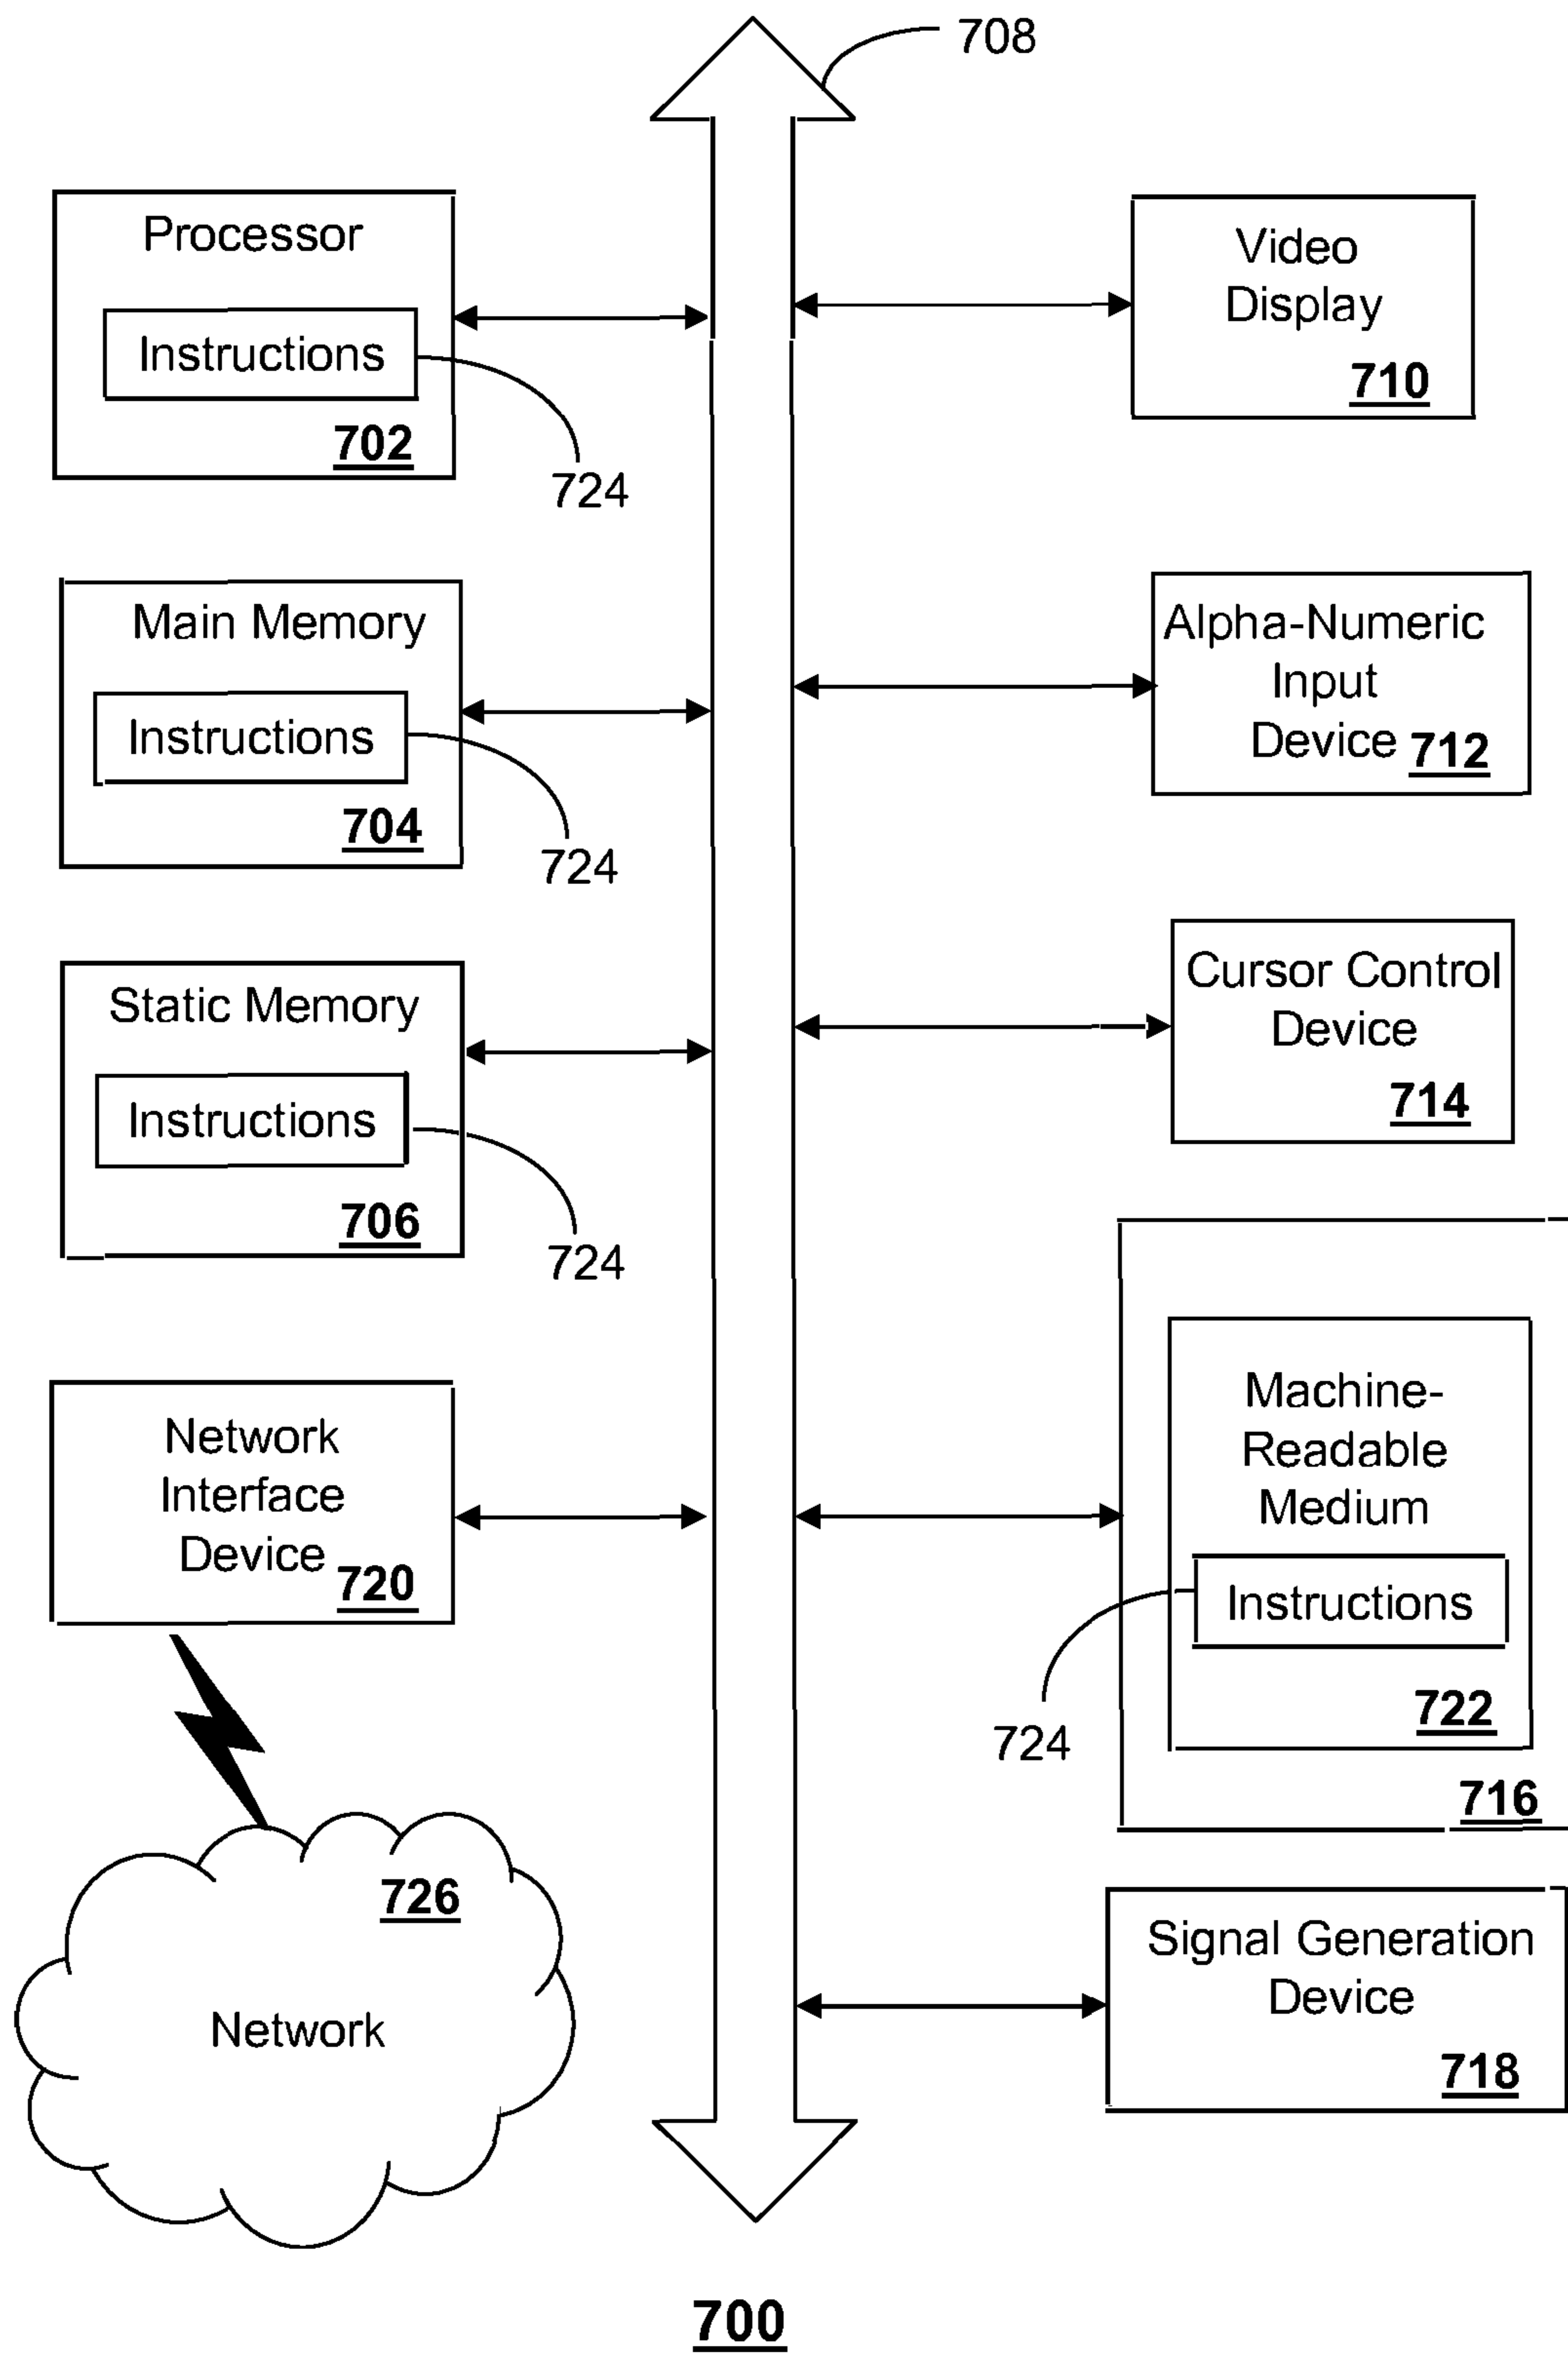 708
Processor
Instructions
702
724
Main Memory
Instructions
704
724
Static Memory
Instructions
706
724
Network
Interface
Device
720
726
Network
Video
Display
710
Alpha-Numeric
Input
Device 712
Cursor Control
Device
714
Machine-
Readable
Medium
Instructions
722
724
716
Signal Generation
Device
718
700